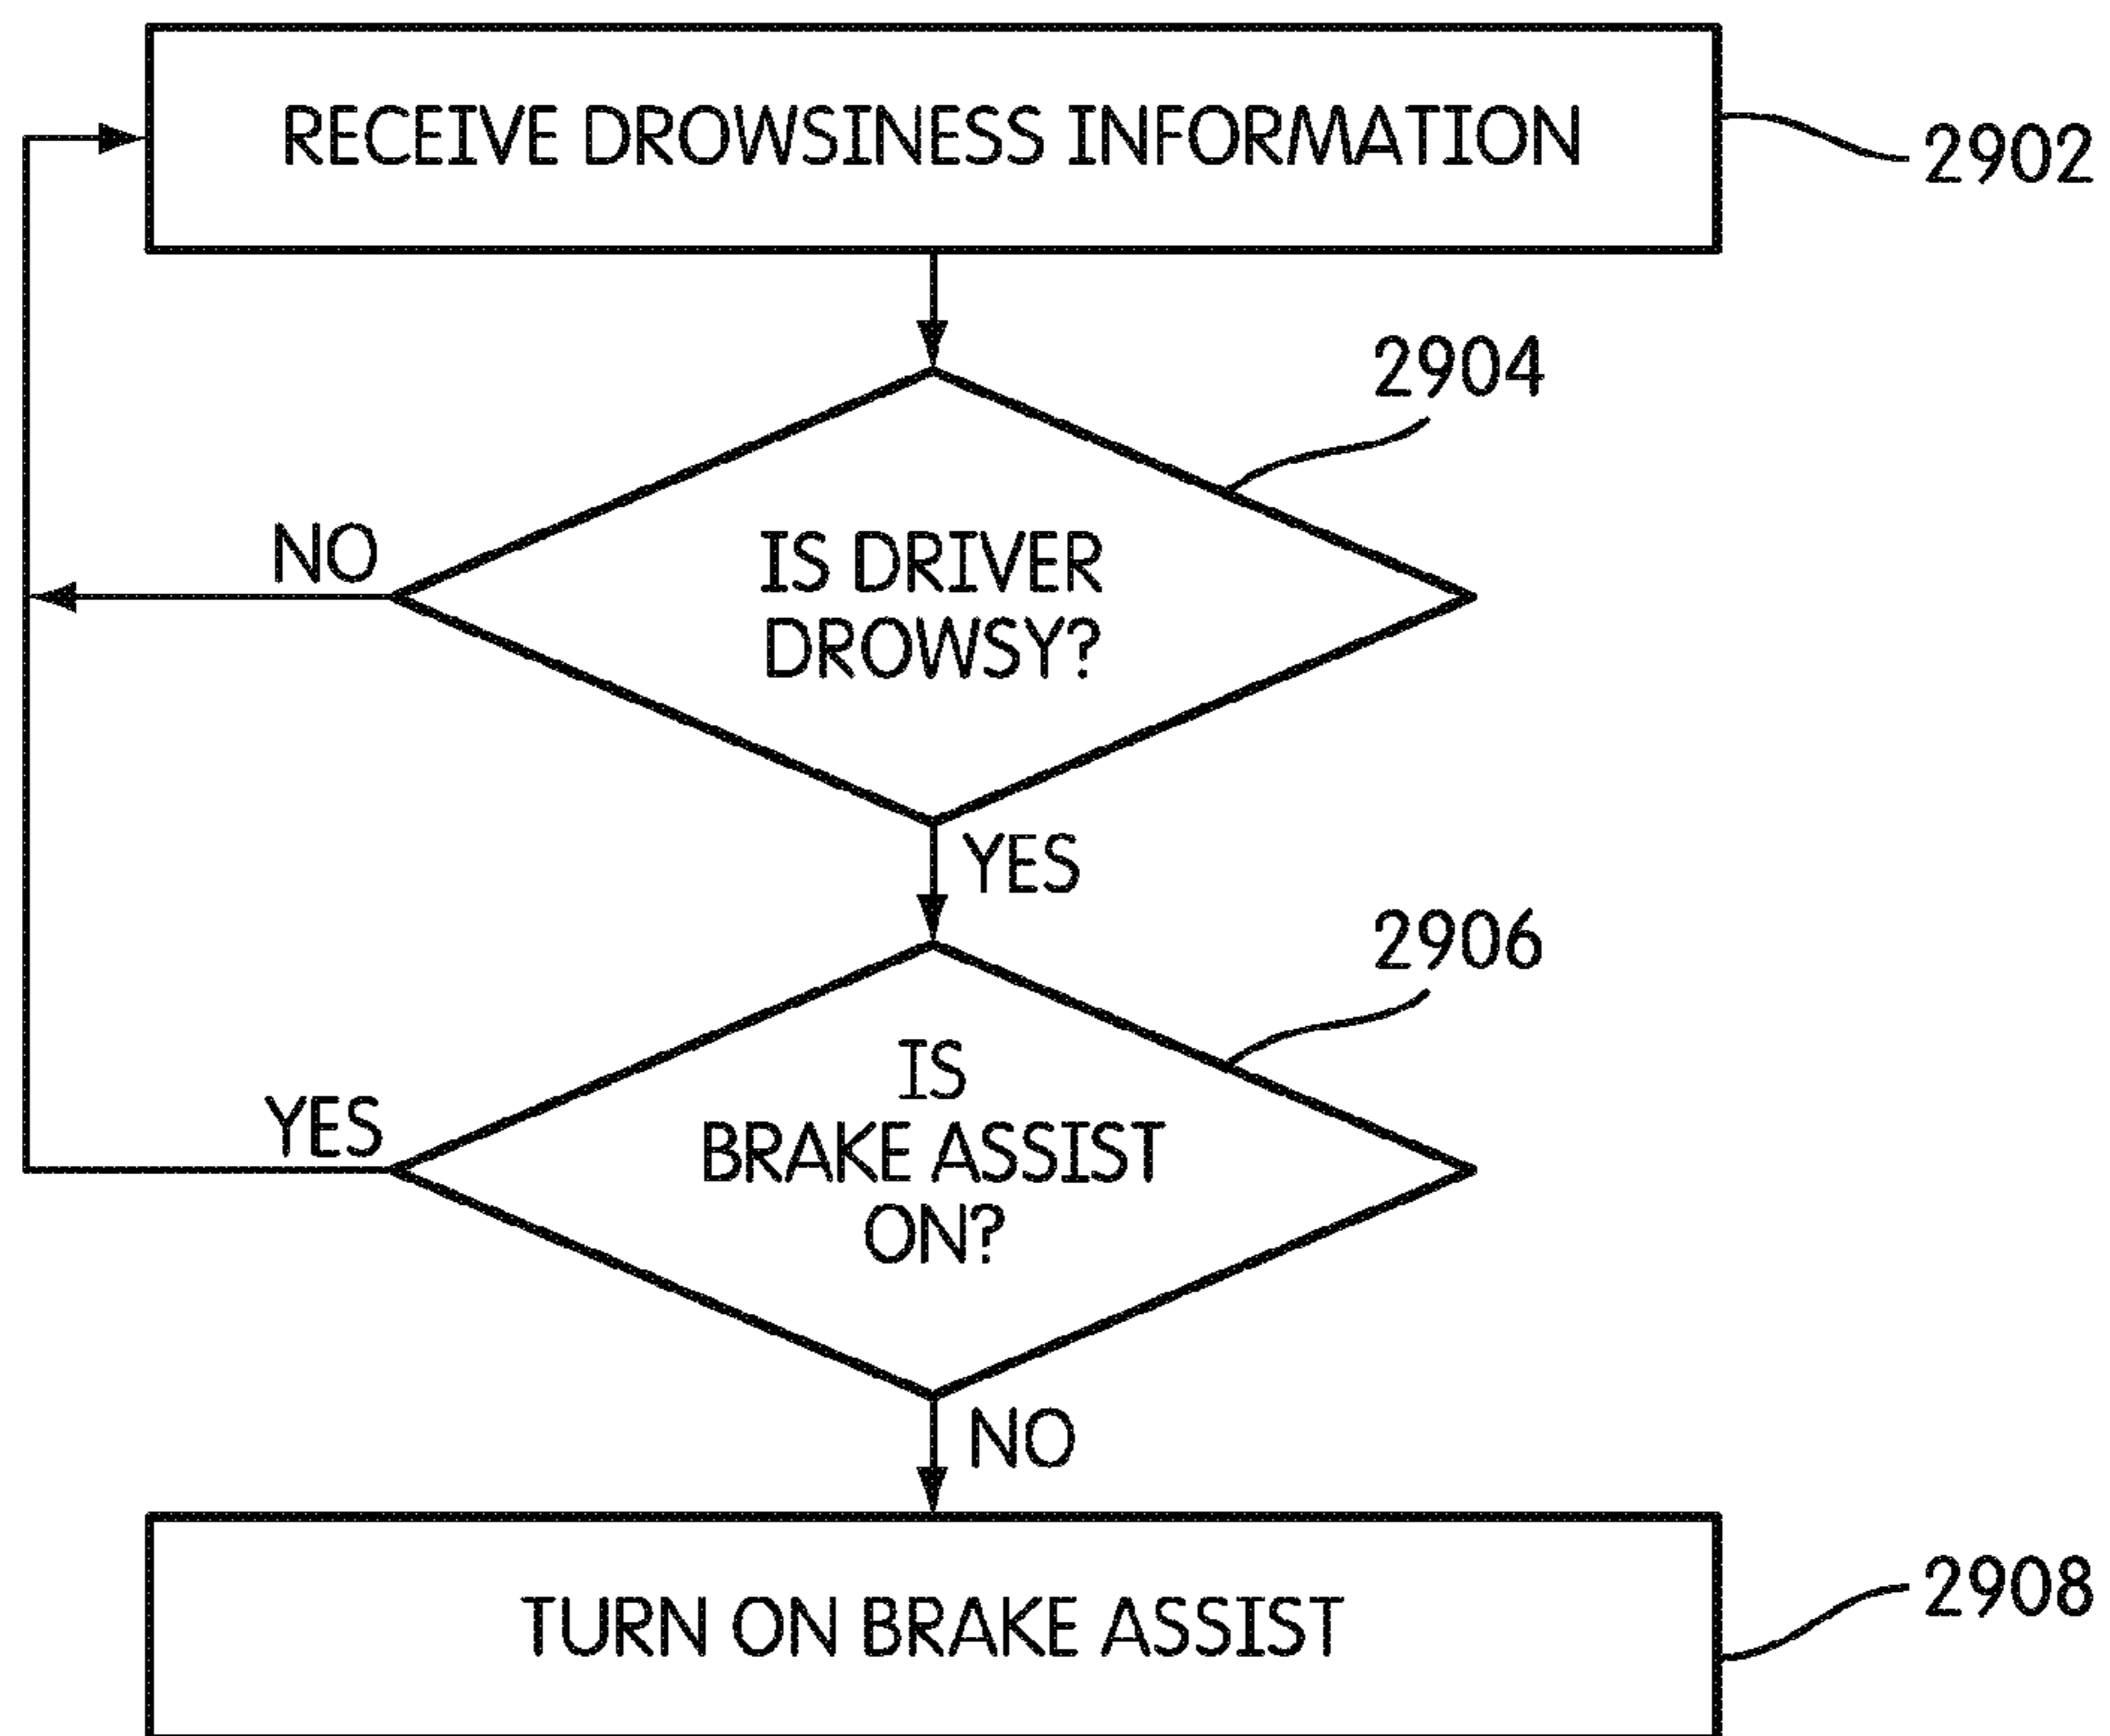 RECEIVE DROWSINESS INFORMATION
2902
2904
NO
IS DRIVER
DROWSY?
YES
2906
IS
BRAKE ASSIST
ON?
YES
NO
TURN ON BRAKE ASSIST
2908